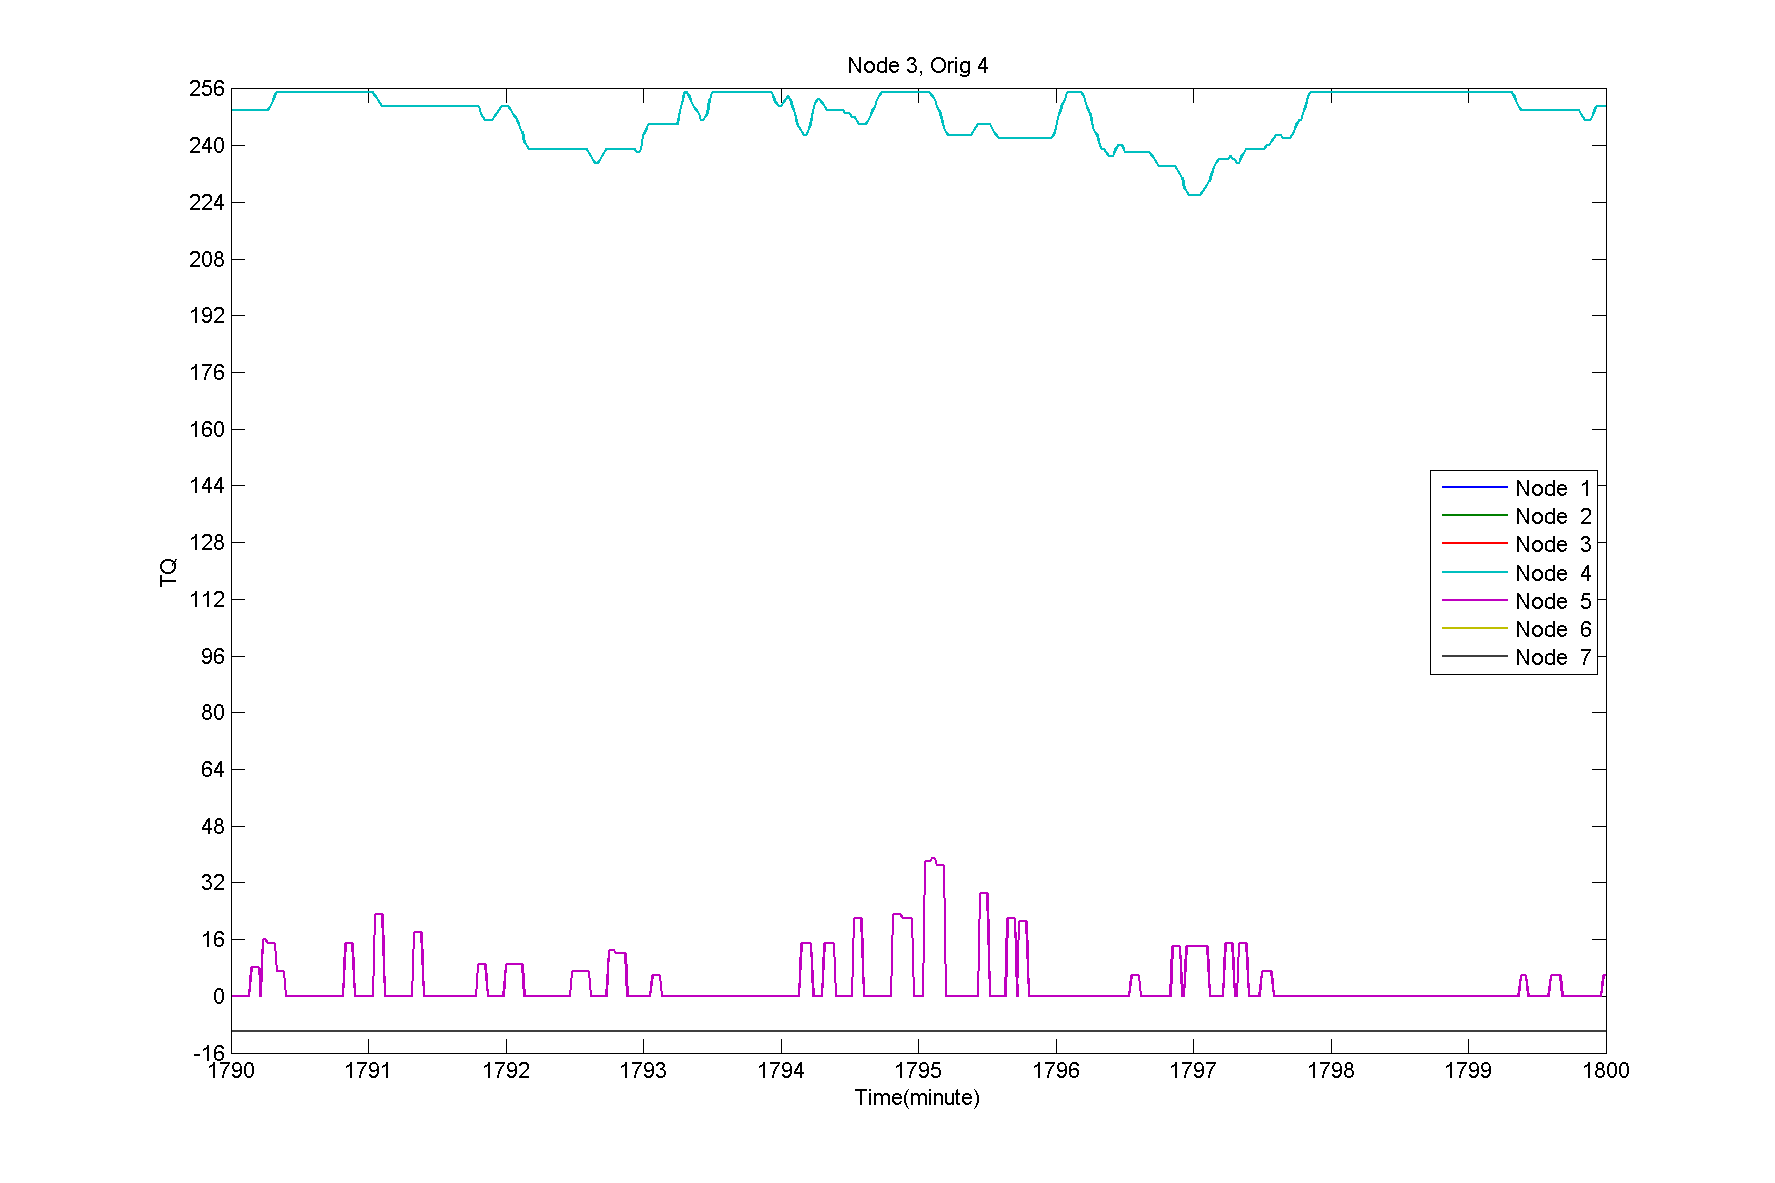 Node 3, Orig 4
256
240
224
208
192
176
160
144
128
112
96
80
64
48
32
16
0
-16
TQ
Node 1
Node 2
Node 3
Node 4
Node 5
Node 6
Node 7
1790 1791 1792 1793 1794 1795 1796 1797 1798 1799 1800
Time(minute)